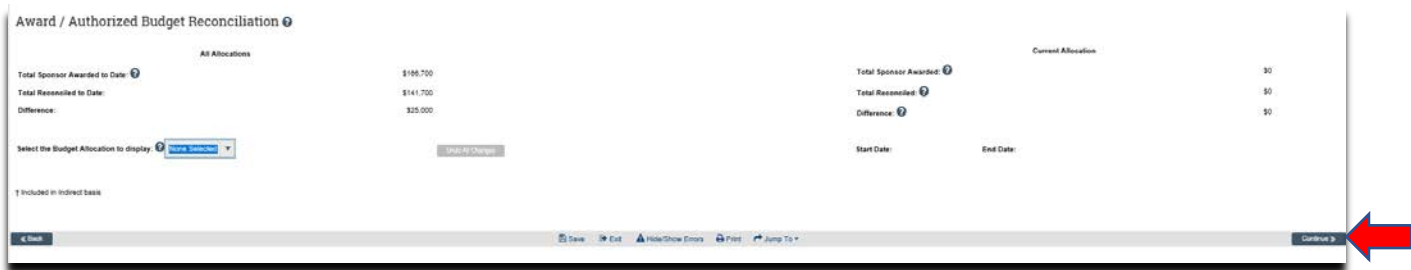 Award / Authorized Budget Reconciliation
All Allocations
Total Sponsor Awarded to Date:
$166,700
Total Reconciled to Date:
$141,700
Difference:
$25,000
Current Allocation
Total Sponsor Awarded:
$0
Total Reconciled:
$0
Difference:
$0
Select the Budget Allocation to display:
None Selected
Undo All Changes
Start Date:
End Date:
† Included in Indirect basis
Back
Save
Exit
Hide/Show Errors
Print
Jump To
Continue